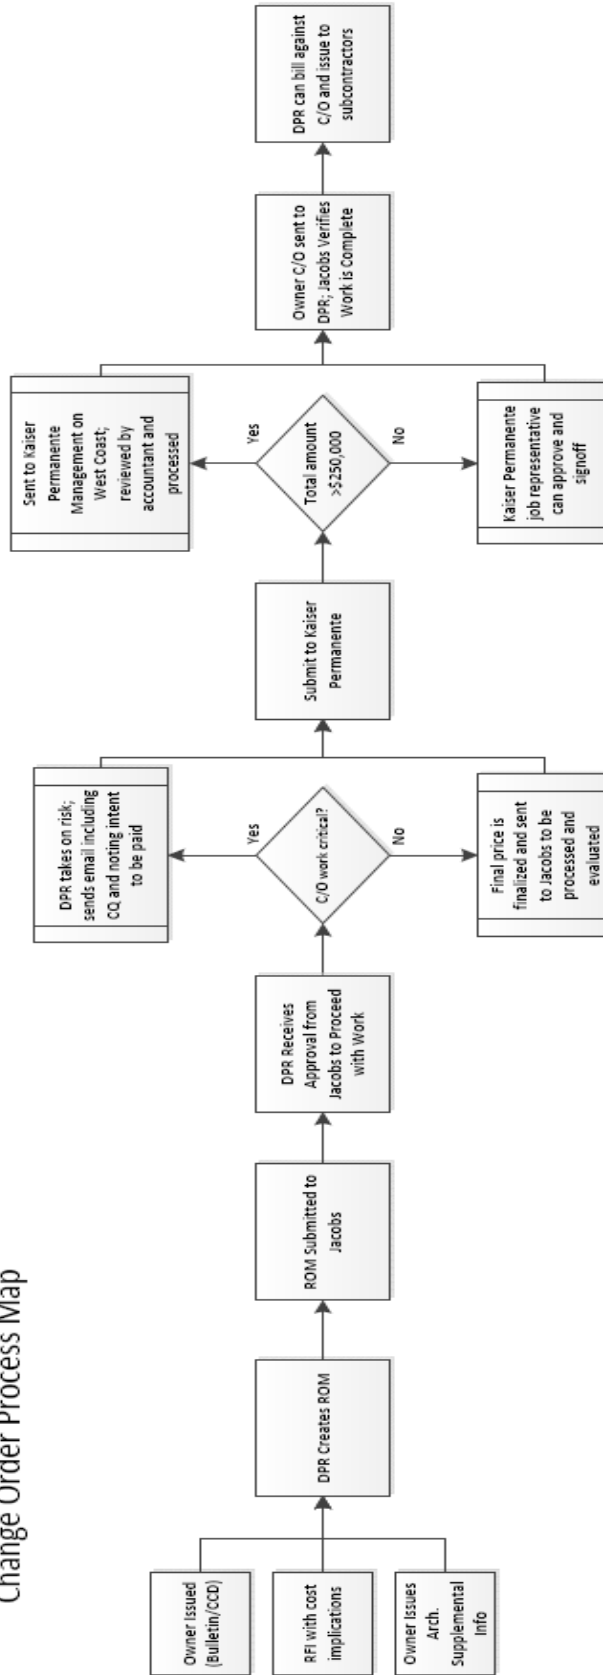 Change Order Process Map
Owner Issued
(Bulletin/CCD)
RFI with cost
implications
Owner Issues
Arch.
Supplemental
Info
DPR Creates ROM
ROM Submitted to
Jacobs
DPR Receives
Approval from
Jacobs to Proceed
with Work
C/O work critical?
Yes
No
DPR takes on risk;
sends email including
CQ and noting intent
to be paid
Final price is
finalized and sent
to Jacobs to be
processed and
evaluated
Submit to Kaiser
Permanente
Total amount
>$250,000
Yes
No
Sent to Kaiser
Permanente
Management on
West Coast;
reviewed by
accountant and
processed
Kaiser Permanente
job representative
can approve and
signoff
Owner C/O sent to
DPR; Jacobs Verifies
Work is Complete
DPR can bill against
C/O and issue to
subcontractors